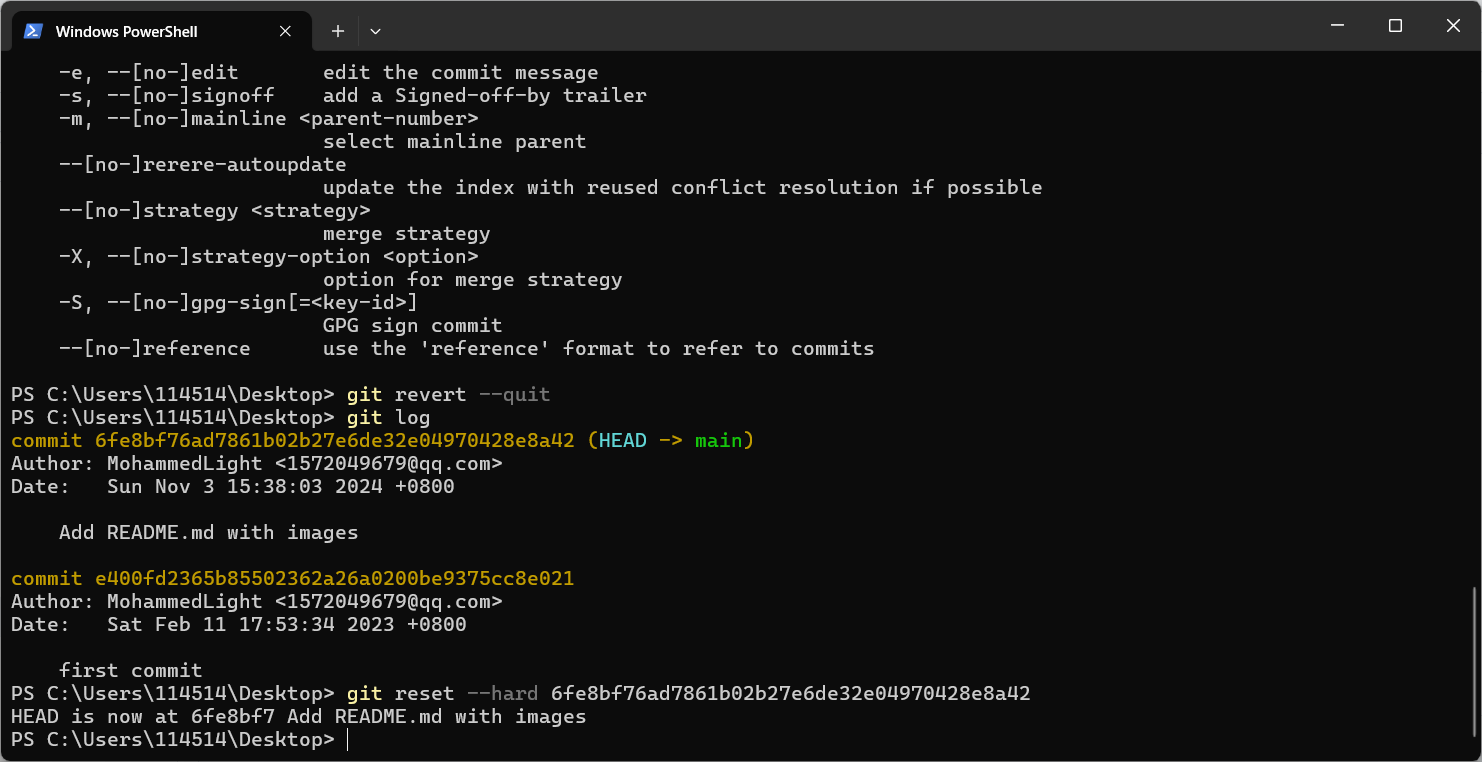 Windows PowerShell
-e, --[no-]edit       edit the commit message
-s, --[no-]signoff    add a Signed-off-by trailer
-m, --[no-]mainline <parent-number>
select mainline parent
--[no-]rerere-autoupdate
update the index with reused conflict resolution if possible
--[no-]strategy <strategy>
merge strategy
-X, --[no-]strategy-option <option>
option for merge strategy
-S, --[no-]gpg-sign[=<key-id>]
GPG sign commit
--[no-]reference      use the 'reference' format to refer to commits
PS C:\Users\114514\Desktop> git revert --quit
PS C:\Users\114514\Desktop> git log
commit 6fe8bf76ad7861b02b27e6de32e04970428e8a42 (HEAD -> main)
Author: MohammedLight <1572049679@qq.com>
Date:   Sun Nov 3 15:38:03 2024 +0800
Add README.md with images
commit e400fd2365b85502362a26a0200be9375cc8e021
Author: MohammedLight <1572049679@qq.com>
Date:   Sat Feb 11 17:53:34 2023 +0800
first commit
PS C:\Users\114514\Desktop> git reset --hard 6fe8bf76ad7861b02b27e6de32e04970428e8a42
HEAD is now at 6fe8bf7 Add README.md with images
PS C:\Users\114514\Desktop>